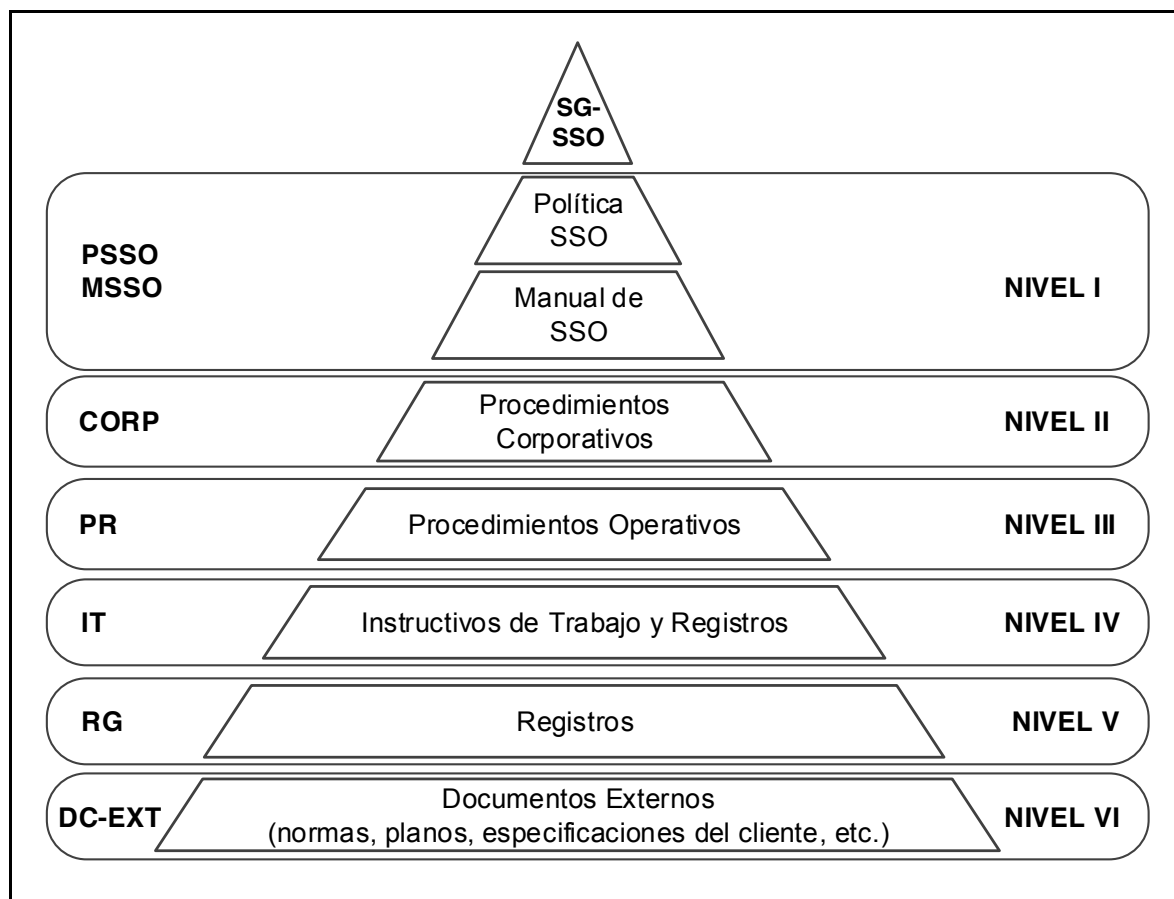 SG-
SSO
Política
SSO
PSSO
MSSO
NIVEL I
Manual de
SSO
CORP
Procedimientos
Corporativos
NIVEL II
PR
Procedimientos Operativos
NIVEL III
IT
Instructivos de Trabajo y Registros
NIVEL IV
RG
Registros
NIVEL V
DC-EXT
Documentos Externos
(normas, planos, especificaciones del cliente, etc.)
NIVEL VI